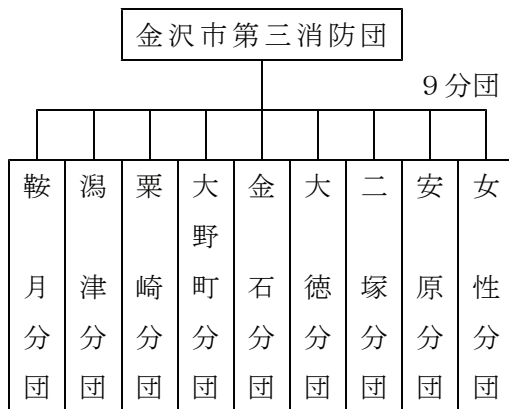 金沢市第三消防団
９分団
鞍月分団
潟津分団
粟崎分団
大野町分団
金石分団
大徳分団
二塚分団
安原分団
女性分団